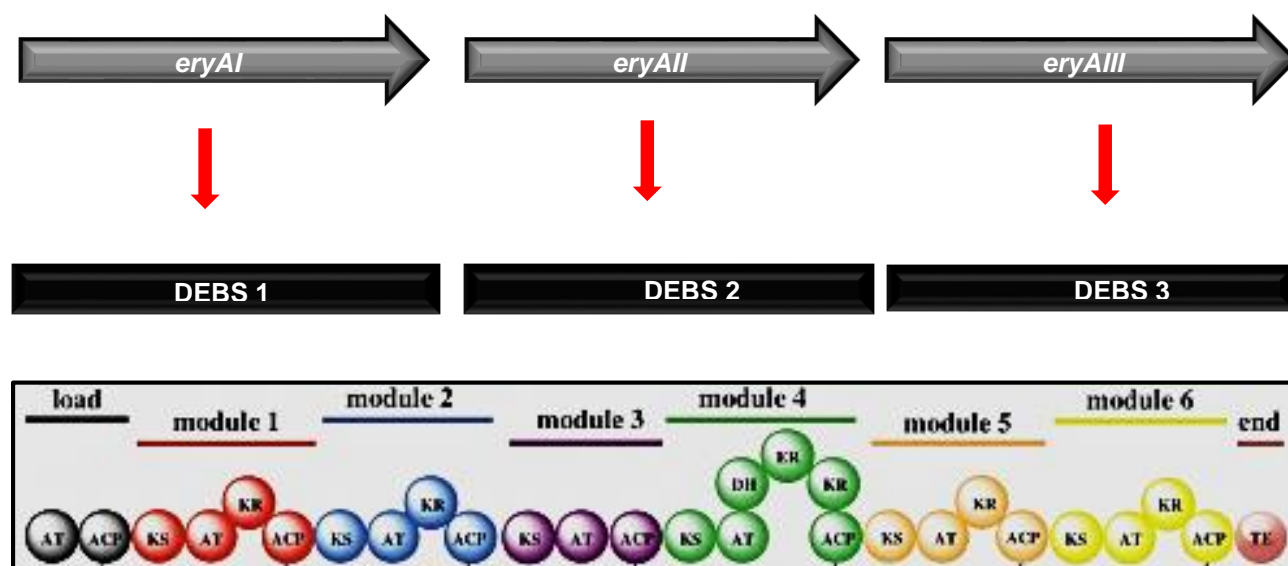 eryAI eryAII eryAIII
DEBS 1 DEBS 2 DEBS 3
load module 1 module 2 module 3 module 4 module 5 module 6 end
AT ACP KS AT KR ACP KS AT KR ACP KS AT ACP KS AT DH ER KR ACP KS AT KR ACP KS AT KR ACP TE